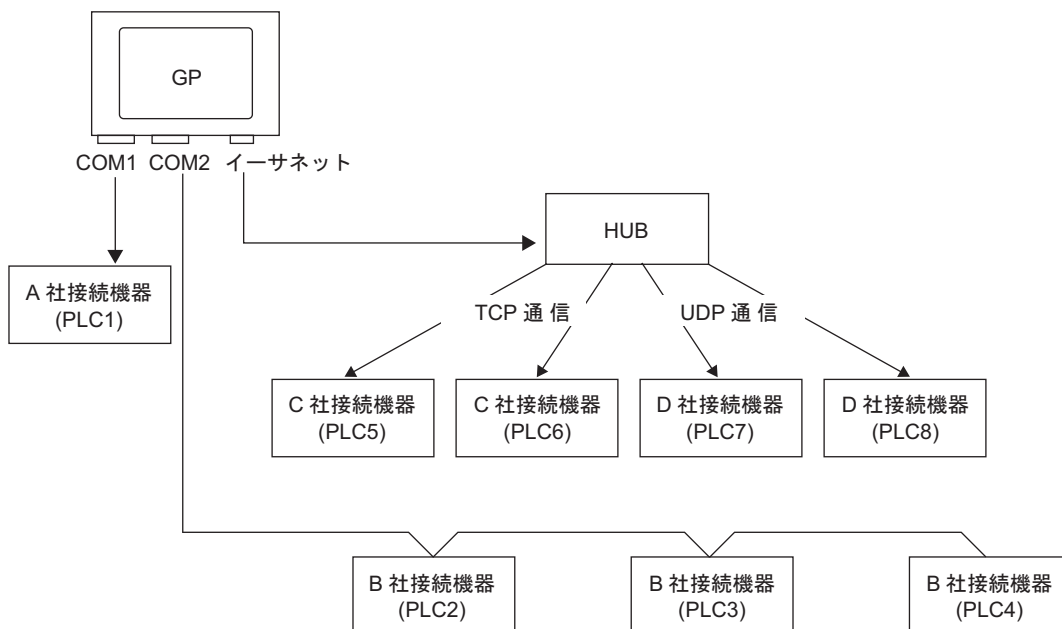 GP
COM1 COM2 イーサネット
HUB
A 社接続機器
(PLC1)
TCP 通 信
UDP 通 信
C 社接続機器
(PLC5)
C 社接続機器
(PLC6)
D 社接続機器
(PLC7)
D 社接続機器
(PLC8)
B 社接続機器
(PLC2)
B 社接続機器
(PLC3)
B 社接続機器
(PLC4)